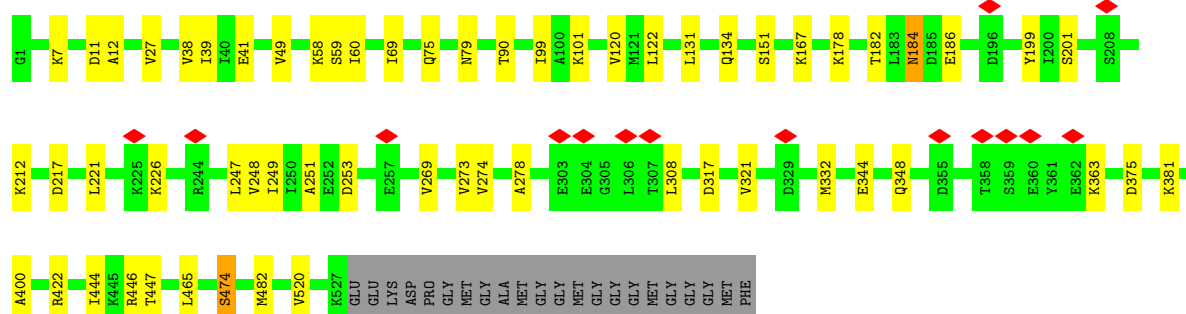 G1 K7 D11 A12 V27 V38 I39 I40 E41 V49 K58 S59 I60 I69 Q75 N79 T90 I99 A100 K101 V120 M121 L122 L131 Q134 S151 K167 K178 T182 L183 N184 D185 E186 D196 Y199 I200 S201 S208
K212 D217 L221 K225 K226 R244 L247 V248 I249 I250 A251 E252 D253 E257 V269 V273 V274 A278 E303 E304 G305 L306 T307 L308 D317 V321 D329 M332 E344 Q348 D355 T358 S359 E360 Y361 E362 K363 D375 K381
A400 R422 I444 K445 R446 T447 L465 S474 M482 V520 K527 GLU GLU LYS ASP PRO GLY MET GLY ALA MET GLY GLY MET GLY GLY GLY MET GLY GLY GLY MET PHE